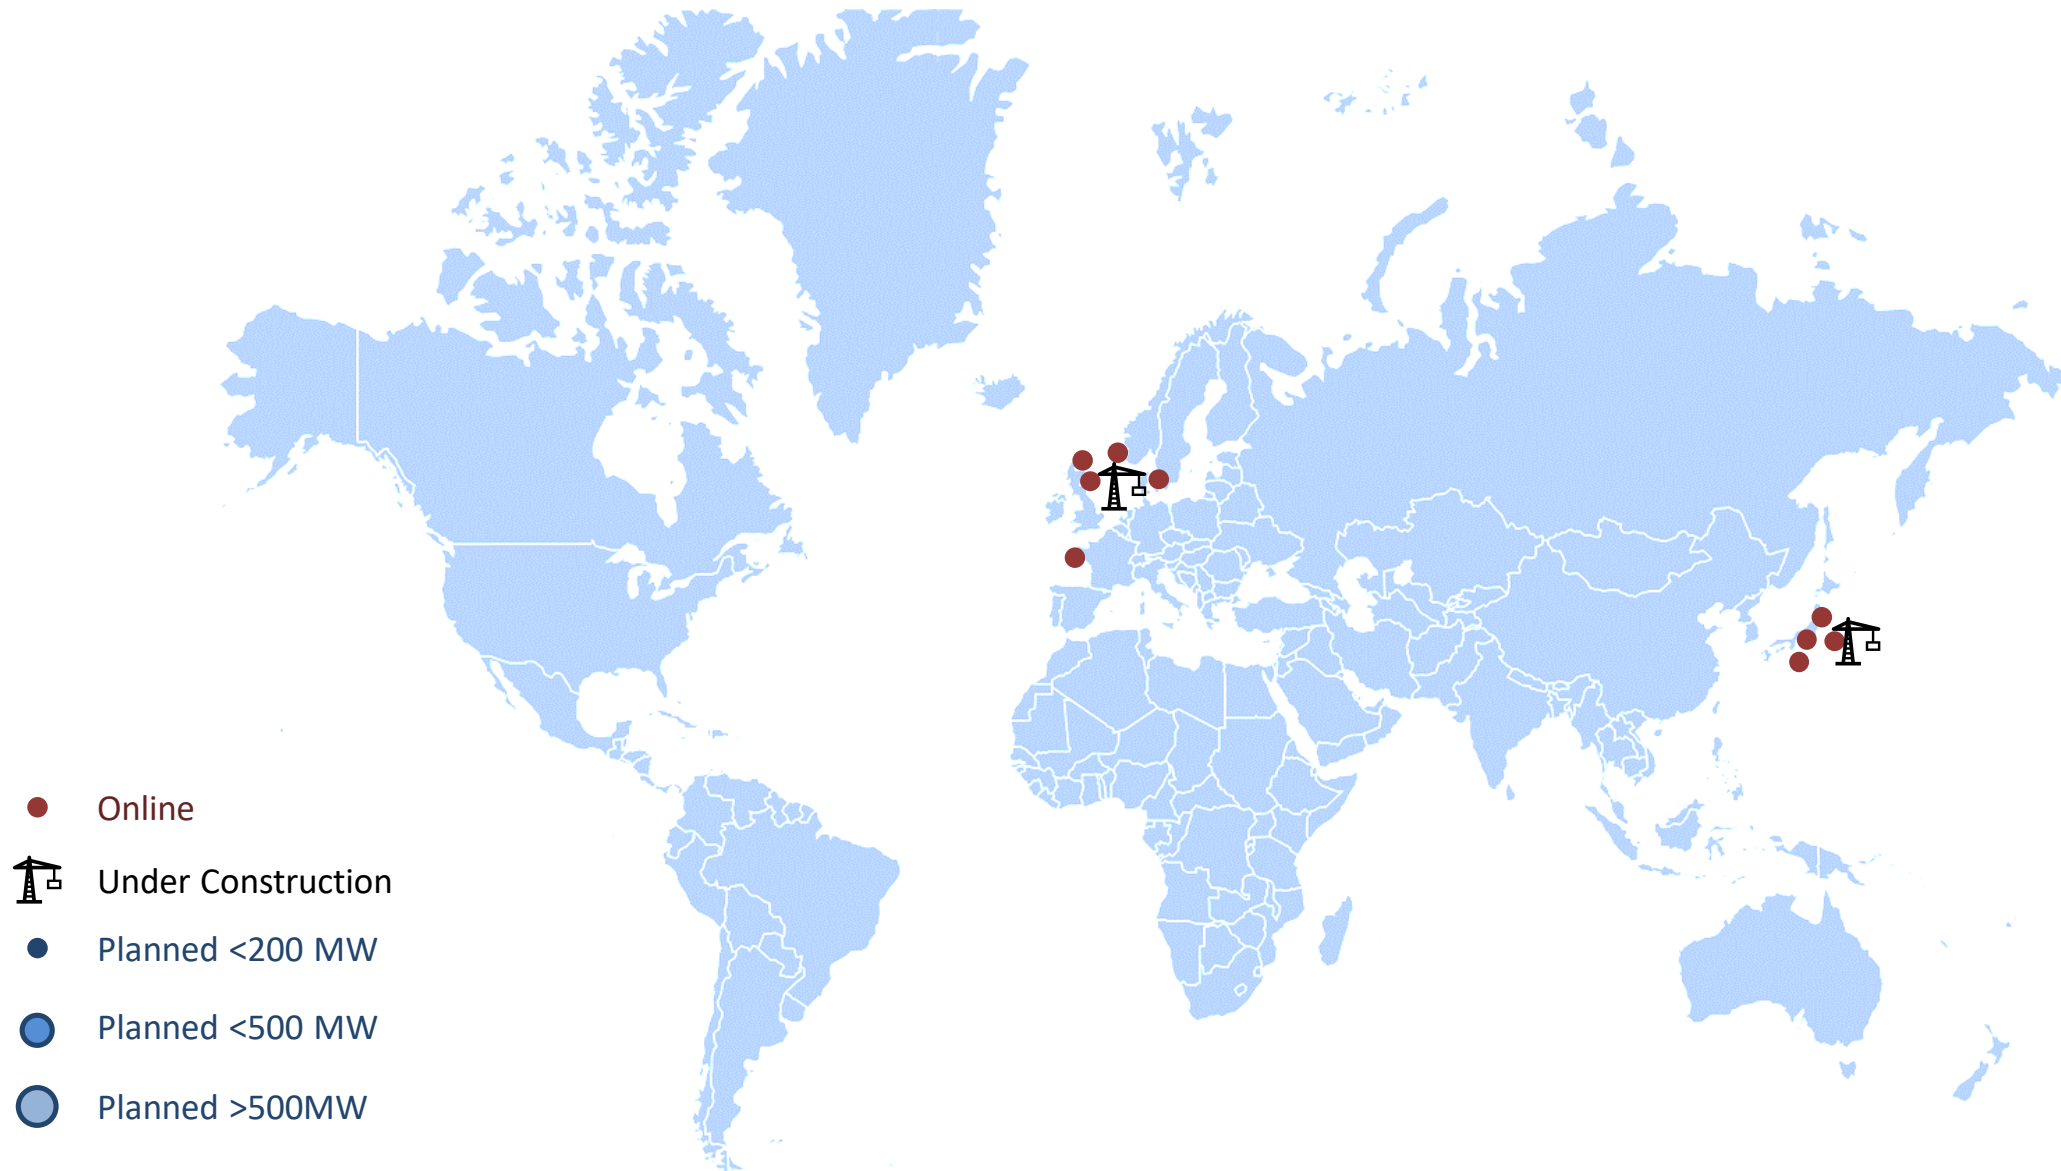 Online
Under Construction
Planned <200 MW
Planned <500 MW
Planned >500MW